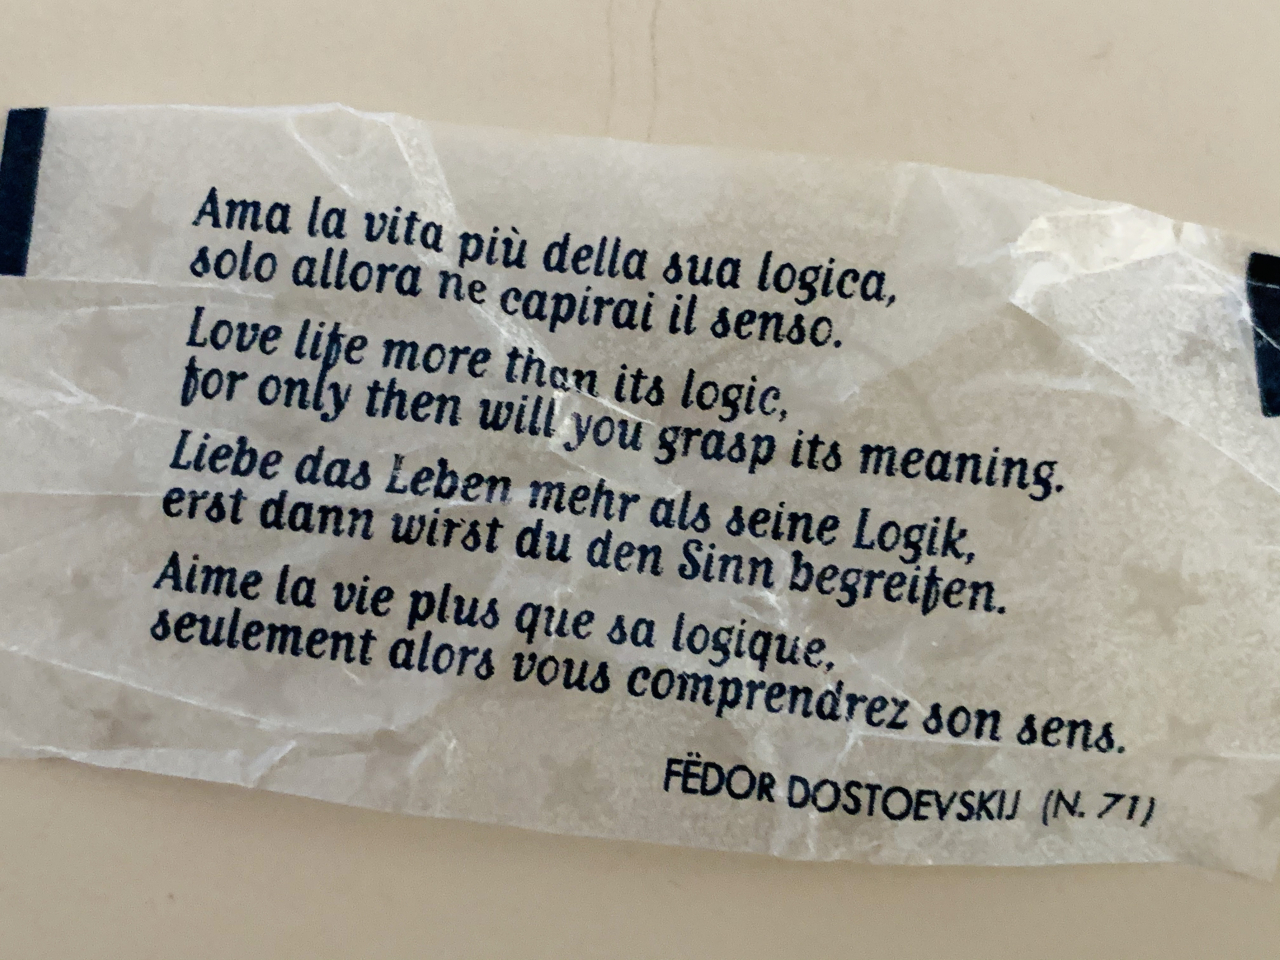 Ama la vita più della sua logica,
solo allora ne capirai il senso.
Love life more than its logic,
for only then will you grasp its meaning.
Liebe das Leben mehr als seine Logik,
erst dann wirst du den Sinn begreifen.
Aime la vie plus que sa logique,
seulement alors vous comprendrez son sens.
FËDOR DOSTOEVSKIJ (N. 71)